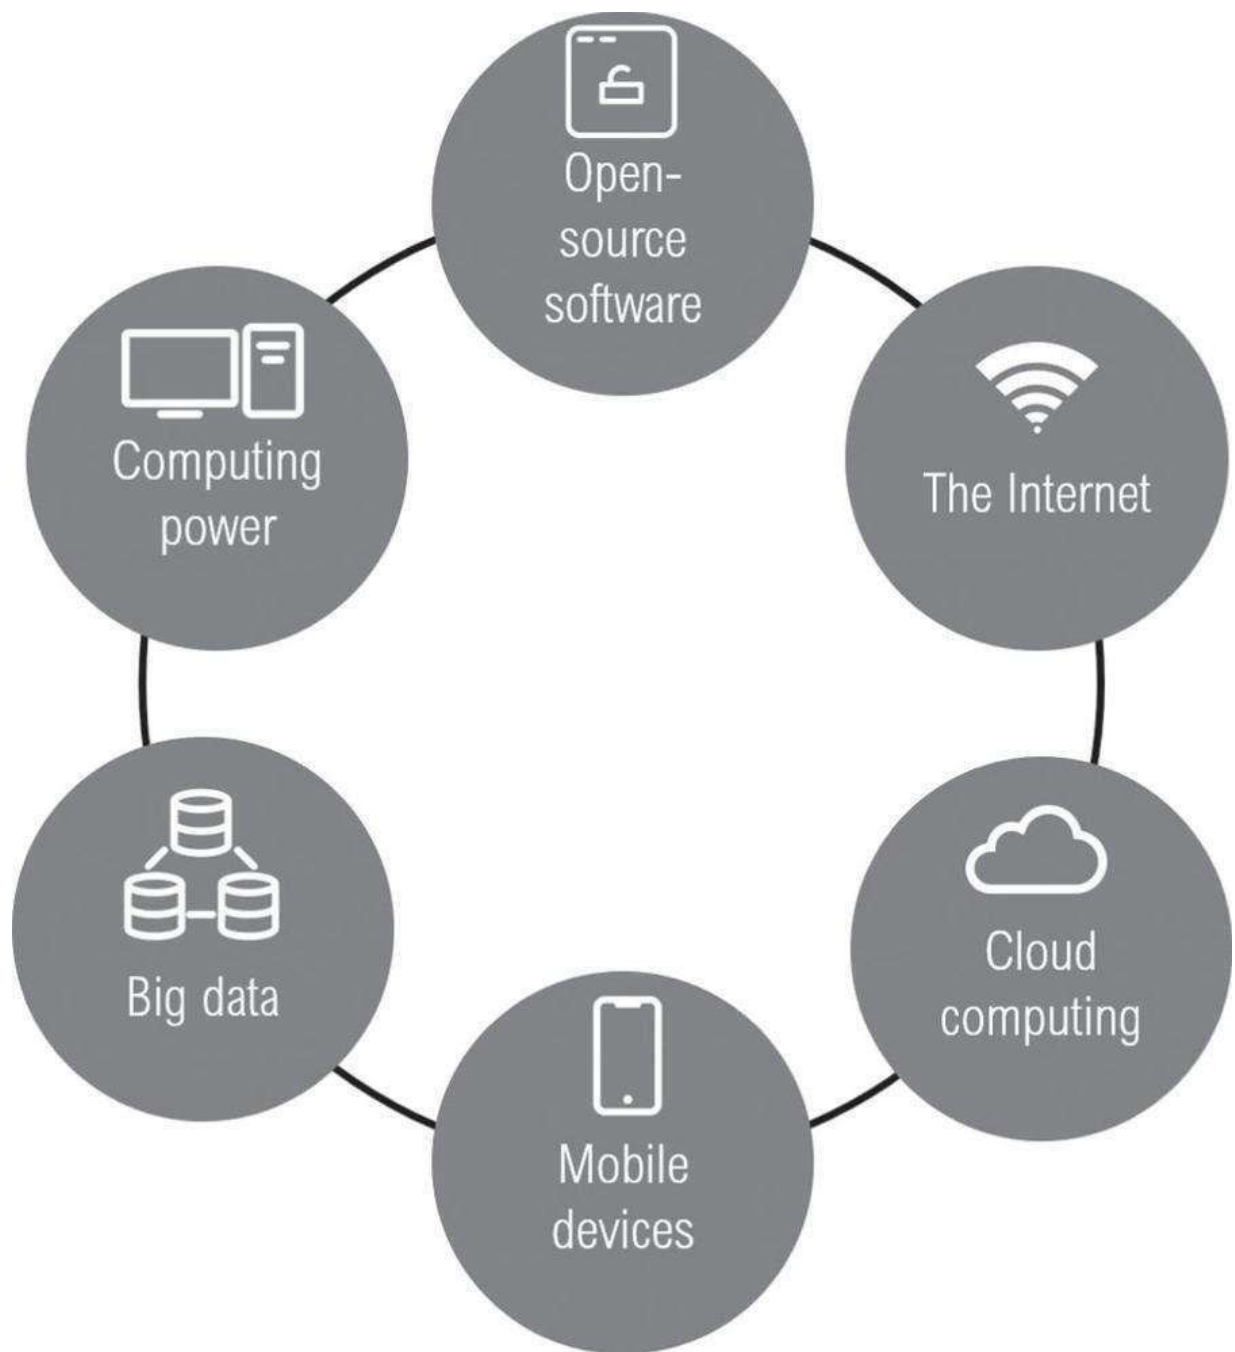 Open-
source
software
The Internet
Cloud
computing
Mobile
devices
Big data
Computing
power